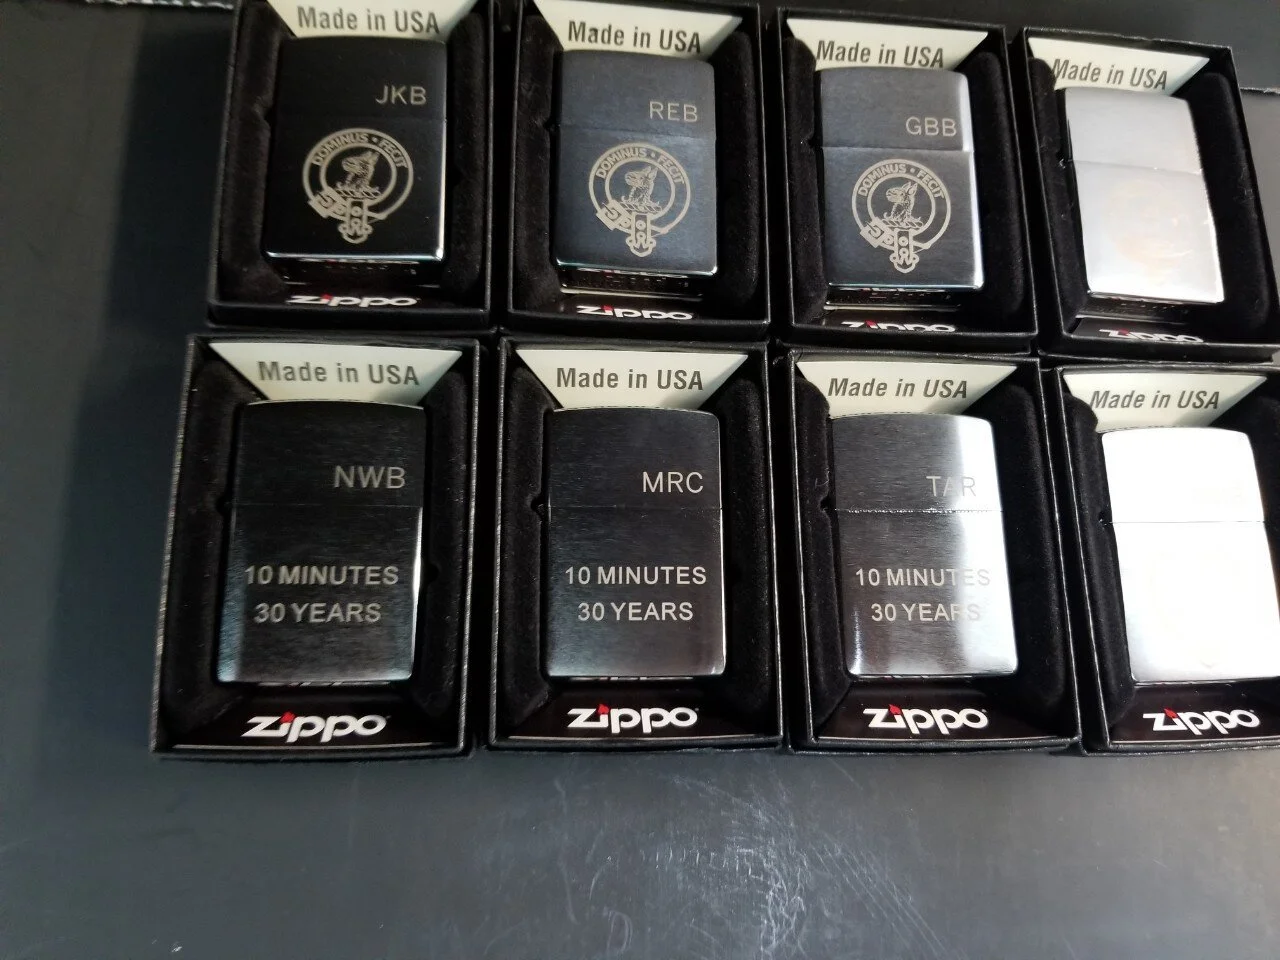 Made in USA
JKB
DOMINUS • FECIT
zippo
Made in USA
REB
DOMINUS • FECIT
zippo
Made in USA
GBB
DOMINUS • FECIT
zippo
Made in USA
zippo
Made in USA
NWB
10 MINUTES
30 YEARS
zippo
Made in USA
MRC
10 MINUTES
30 YEARS
zippo
Made in USA
TAR
10 MINUTES
30 YEARS
zippo
Made in USA
zippo